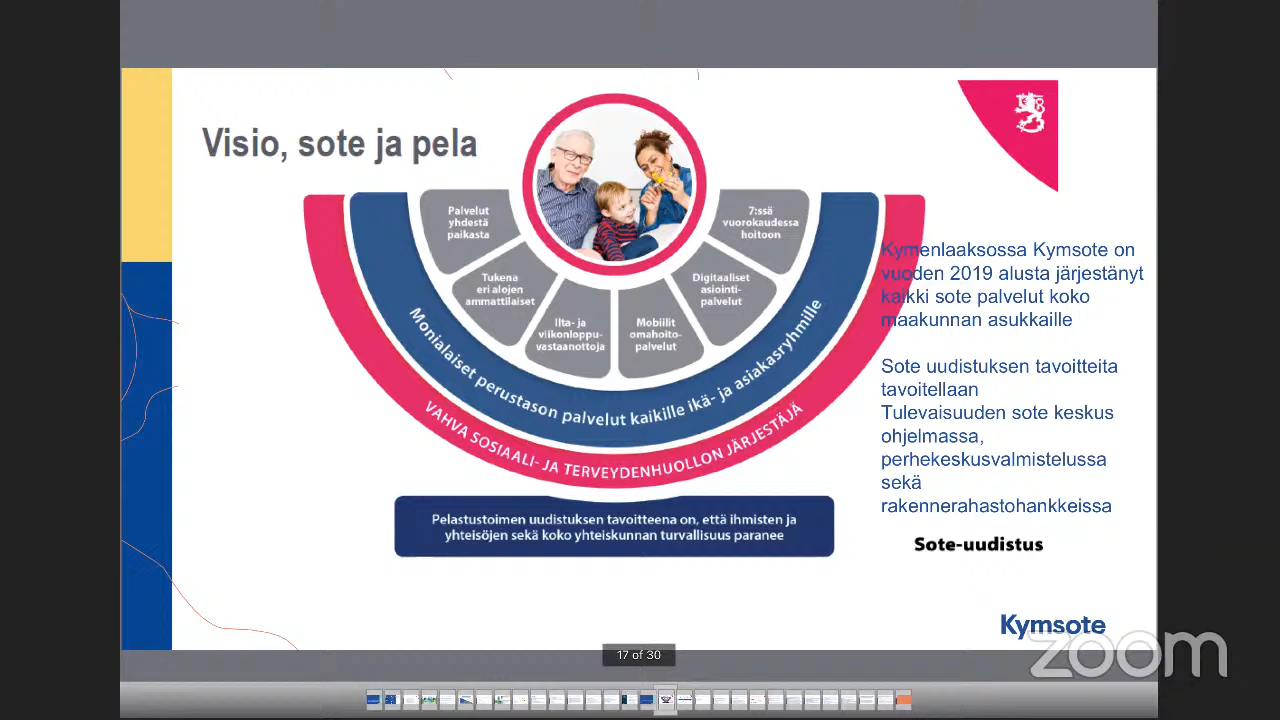 Visio, sote ja pela
Palvelut
yhdestä
paikasta
Tukena
eri alojen
ammattilaiset
Ilta- ja
viikonloppu-
vastaanottoja
Mobiilit
omahoito-
palvelut
Digitaaliset
asiointi-
palvelut
7:ssä
vuorokaudessa
hoitoon
Monialaiset perustason palvelut kaikille ikä- ja asiakasryhmille
VAHVA SOSIAALI- JA TERVEYDENHUOLLON JÄRJESTÄJÄ
Pelastustoimen uudistuksen tavoitteena on, että ihmisten ja
yhteisöjen sekä koko yhteiskunnan turvallisuus paranee
Kymenlaaksossa Kymsote on
vuoden 2019 alusta järjestänyt
kaikki sote palvelut koko
maakunnan asukkaille
Sote uudistuksen tavoitteita
tavoitellaan
Tulevaisuuden sote keskus
ohjelmassa,
perhekeskusvalmistelussa
sekä
rakennerahastohankkeissa
Sote-uudistus
Kymsote
zoom
17 of 30